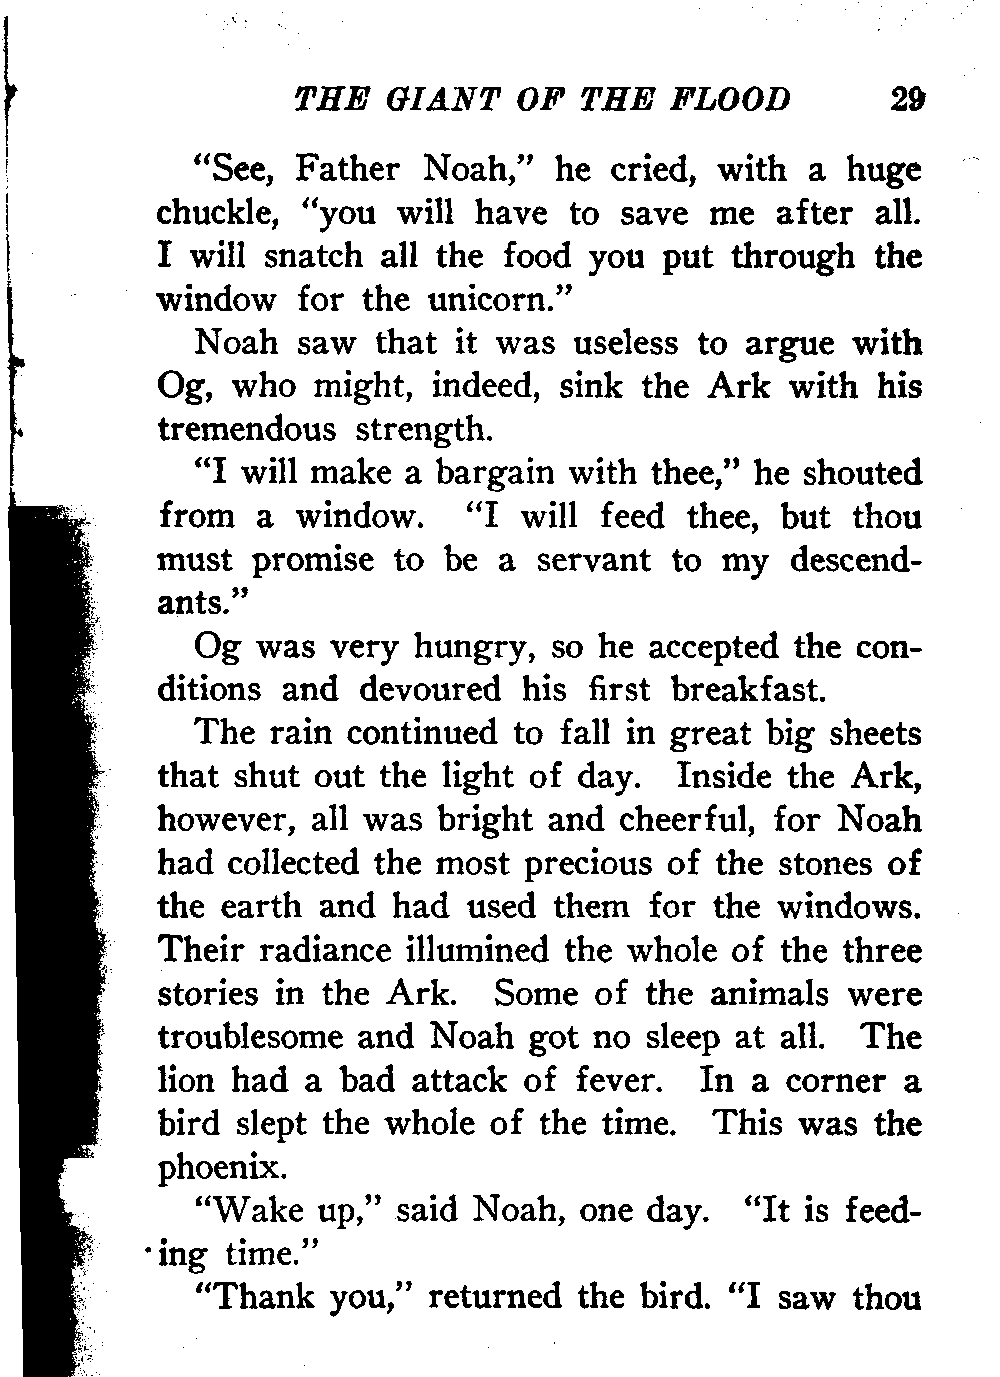 THE GIANT OF THE FLOOD 29
"See, Father Noah," he cried, with a huge
chuckle, "you will have to save me after all.
I will snatch all the food you put through the
window for the unicorn."
Noah saw that it was useless to argue with
Og, who might, indeed, sink the Ark with his
tremendous strength.
"I will make a bargain with thee," he shouted
from a window. "I will feed thee, but thou
must promise to be a servant to my descend-
ants."
Og was very hungry, so he accepted the con-
ditions and devoured his first breakfast.
The rain continued to fall in great big sheets
that shut out the light of day. Inside the Ark,
however, all was bright and cheerful, for Noah
had collected the most precious of the stones of
the earth and had used them for the windows.
Their radiance illumined the whole of the three
stories in the Ark. Some of the animals were
troublesome and Noah got no sleep at all. The
lion had a bad attack of fever. In a corner a
bird slept the whole of the time. This was the
phoenix.
"Wake up," said Noah, one day. "It is feed-
ing time."
"Thank you," returned the bird. "I saw thou